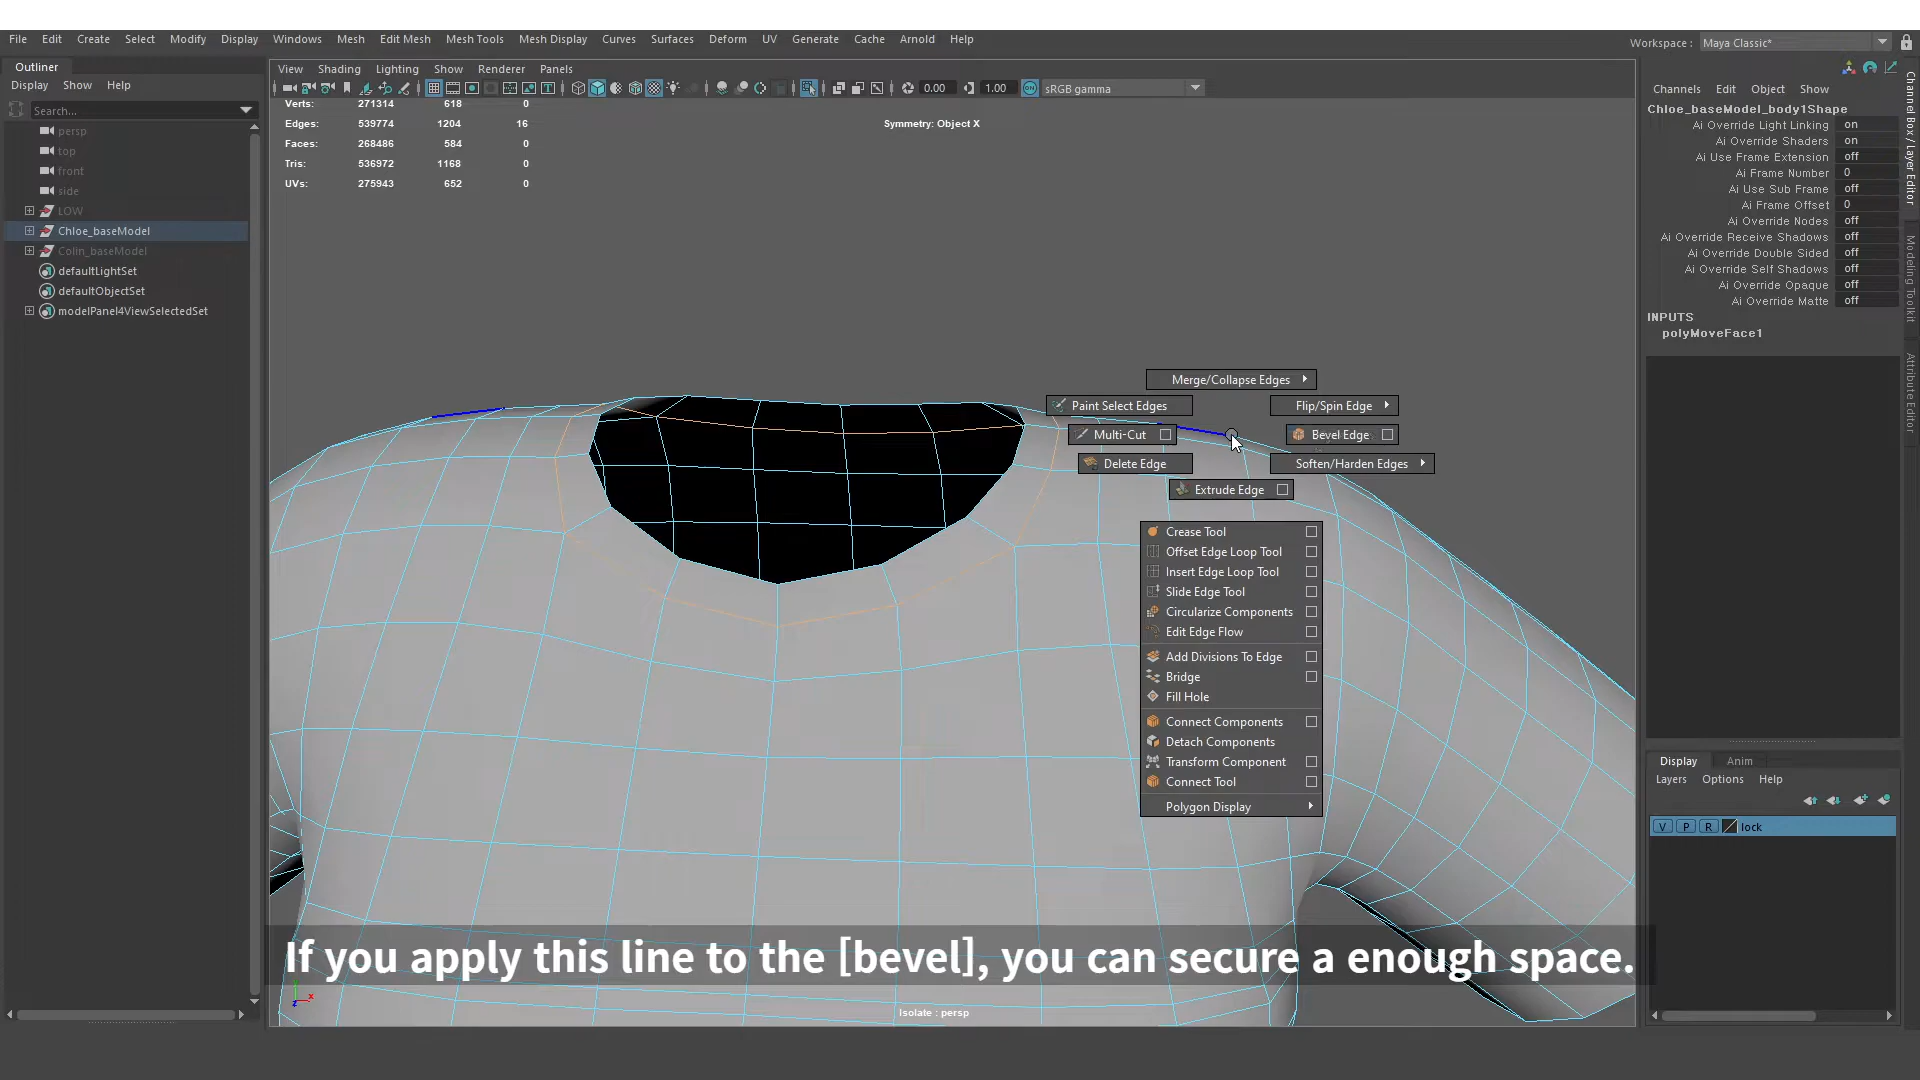 File Edit Create Select Modify Display Windows Mesh Edit Mesh Mesh Tools Mesh Display Curves Surfaces Deform UV Generate Cache Arnold Help
Workspace : Maya Classic*
Outliner
Display Show Help
Search...
persp
top
front
side
LOW
Chloe_baseModel
Colin_baseModel
defaultLightSet
defaultObjectSet
modelPanel4ViewSelectedSet
View Shading Lighting Show Renderer Panels
0.00 1.00 ON sRGB gamma
Verts: 271314 618 0
Edges: 539774 1204 16
Faces: 268486 584 0
Tris: 536972 1168 0
UVs: 275943 652 0
Symmetry: Object X
Merge/Collapse Edges
Paint Select Edges
Flip/Spin Edge
Multi-Cut
Bevel Edge
Delete Edge
Soften/Harden Edges
Extrude Edge
Crease Tool
Offset Edge Loop Tool
Insert Edge Loop Tool
Slide Edge Tool
Circularize Components
Edit Edge Flow
Add Divisions To Edge
Bridge
Fill Hole
Connect Components
Detach Components
Transform Component
Connect Tool
Polygon Display
If you apply this line to the [bevel], you can secure a enough space.
x
z
Isolate : persp
Channels Edit Object Show
Chloe_baseModel_body1Shape
Ai Override Light Linking on
Ai Override Shaders on
Ai Use Frame Extension off
Ai Frame Number 0
Ai Use Sub Frame off
Ai Frame Offset 0
Ai Override Nodes off
Ai Override Receive Shadows off
Ai Override Double Sided off
Ai Override Self Shadows off
Ai Override Opaque off
Ai Override Matte off
INPUTS
polyMoveFace1
Display Anim
Layers Options Help
V P R lock
Channel Box / Layer Editor
Modeling Toolkit
Attribute Editor